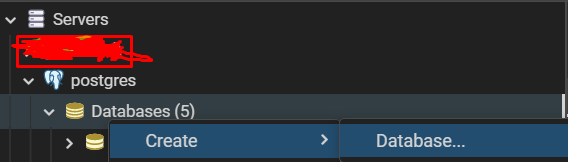 Servers
postgres
Databases (5)
Create
Database...